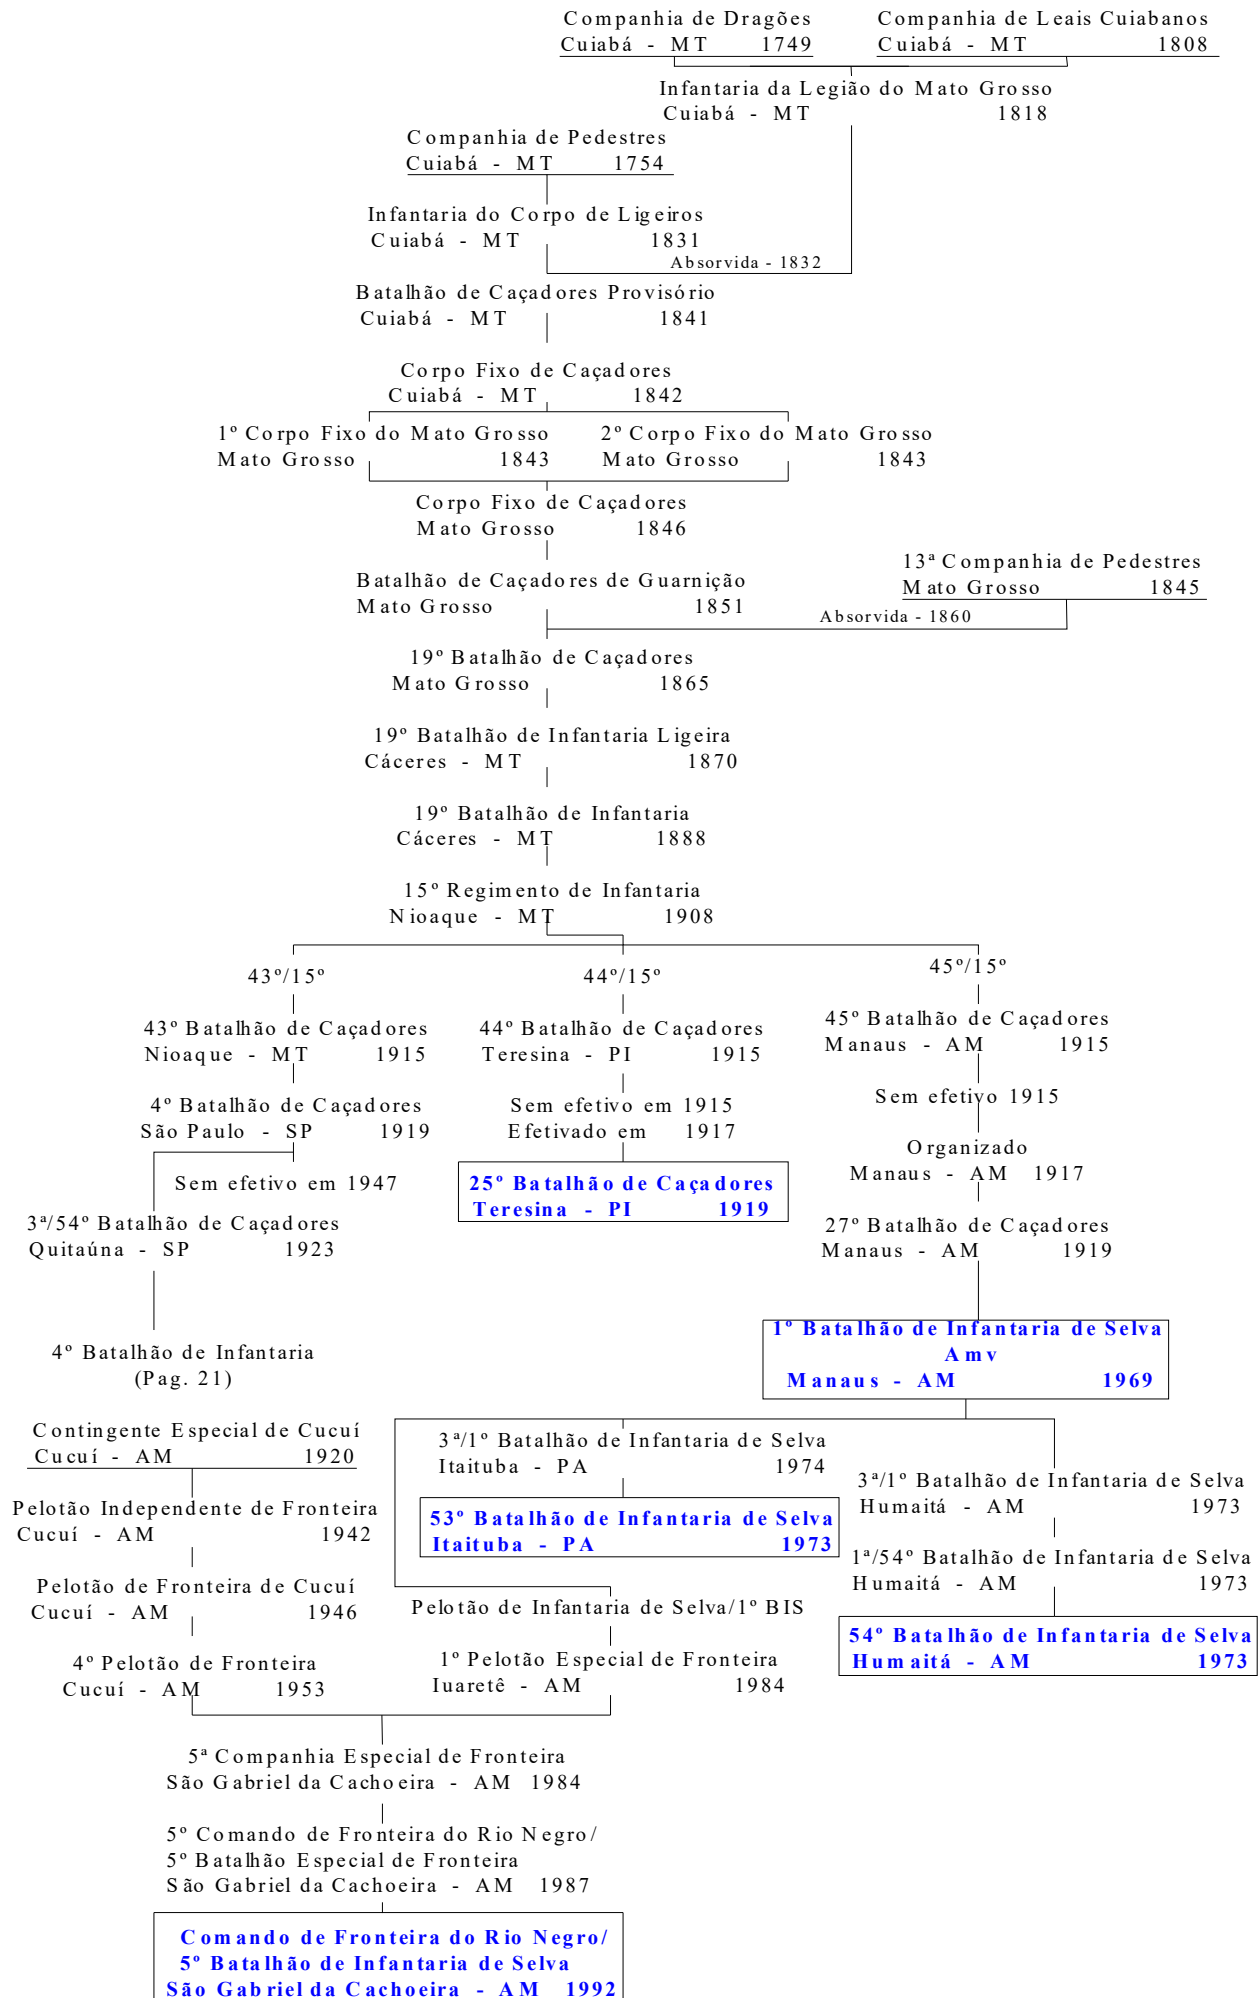 Companhia de Dragões
Cuiabá - MT 1749
Companhia de Leais Cuiabanos
Cuiabá - MT 1808
Infantaria da Legião do Mato Grosso
Cuiabá - MT 1818
Companhia de Pedestres
Cuiabá - MT 1754
Infantaria do Corpo de Ligeiros
Cuiabá - MT 1831
Absorvida - 1832
Batalhão de Caçadores Provisório
Cuiabá - MT 1841
Corpo Fixo de Caçadores
Cuiabá - MT 1842
1º Corpo Fixo do Mato Grosso
Mato Grosso 1843
2º Corpo Fixo do Mato Grosso
Mato Grosso 1843
Corpo Fixo de Caçadores
Mato Grosso 1846
13ª Companhia de Pedestres
Mato Grosso 1845
Batalhão de Caçadores de Guarnição
Mato Grosso 1851
Absorvida - 1860
19º Batalhão de Caçadores
Mato Grosso 1865
19º Batalhão de Infantaria Ligeira
Cáceres - MT 1870
19º Batalhão de Infantaria
Cáceres - MT 1888
15º Regimento de Infantaria
Nioaque - MT 1908
43º/15º
44º/15º
45º/15º
43º Batalhão de Caçadores
Nioaque - MT 1915
44º Batalhão de Caçadores
Teresina - PI 1915
45º Batalhão de Caçadores
Manaus - AM 1915
4º Batalhão de Caçadores
São Paulo - SP 1919
Sem efetivo em 1915
Efetivado em 1917
Sem efetivo 1915
Organizado
Manaus - AM 1917
Sem efetivo em 1947
25º Batalhão de Caçadores
Teresina - PI 1919
3ª/54º Batalhão de Caçadores
Quitaúna - SP 1923
27º Batalhão de Caçadores
Manaus - AM 1919
4º Batalhão de Infantaria
(Pag. 21)
1º Batalhão de Infantaria de Selva
Amv
Manaus - AM 1969
Contingente Especial de Cucuí
Cucuí - AM 1920
3ª/1º Batalhão de Infantaria de Selva
Itaituba - PA 1974
3ª/1º Batalhão de Infantaria de Selva
Humaitá - AM 1973
Pelotão Independente de Fronteira
Cucuí - AM 1942
53º Batalhão de Infantaria de Selva
Itaituba - PA 1973
1ª/54º Batalhão de Infantaria de Selva
Humaitá - AM 1973
Pelotão de Fronteira de Cucuí
Cucuí - AM 1946
Pelotão de Infantaria de Selva/1º BIS
54º Batalhão de Infantaria de Selva
Humaitá - AM 1973
4º Pelotão de Fronteira
Cucuí - AM 1953
1º Pelotão Especial de Fronteira
Iuaretê - AM 1984
5ª Companhia Especial de Fronteira
São Gabriel da Cachoeira - AM 1984
5º Comando de Fronteira do Rio Negro/
5º Batalhão Especial de Fronteira
São Gabriel da Cachoeira - AM 1987
Comando de Fronteira do Rio Negro/
5º Batalhão de Infantaria de Selva
São Gabriel da Cachoeira - AM 1992